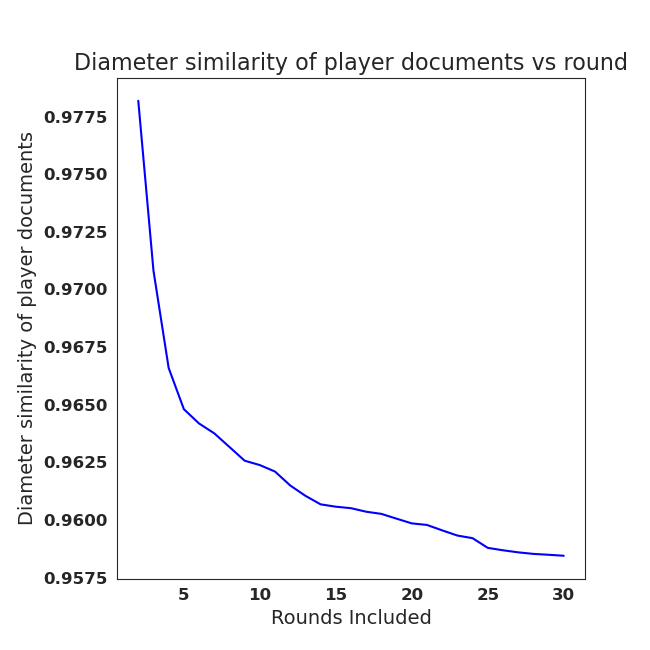 Diameter similarity of player documents vs round
Diameter similarity of player documents
0.9775
0.9750
0.9725
0.9700
0.9675
0.9650
0.9625
0.9600
0.9575
5 10 15 20 25 30
Rounds Included